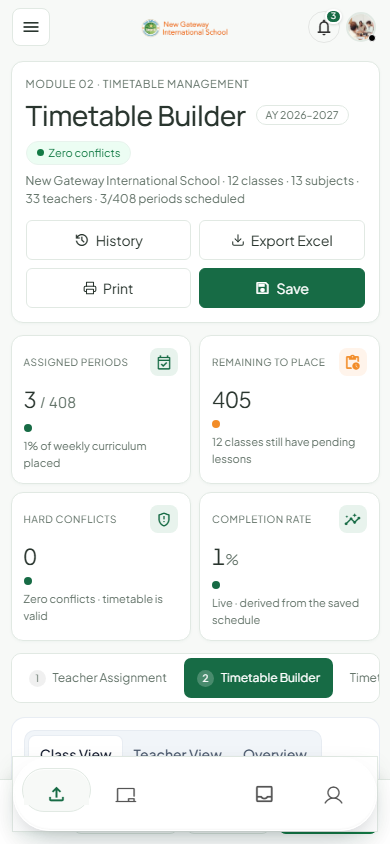 New Gateway
International School
3
MODULE 02 · TIMETABLE MANAGEMENT
Timetable Builder
AY 2026–2027
Zero conflicts
New Gateway International School · 12 classes · 13 subjects ·
33 teachers · 3/408 periods scheduled
History
Export Excel
Print
Save
ASSIGNED PERIODS
3 / 408
1% of weekly curriculum
placed
REMAINING TO PLACE
405
12 classes still have pending
lessons
HARD CONFLICTS
0
Zero conflicts · timetable is
valid
COMPLETION RATE
1%
Live · derived from the saved
schedule
1 Teacher Assignment
2 Timetable Builder
Class View
Teacher View
Overview